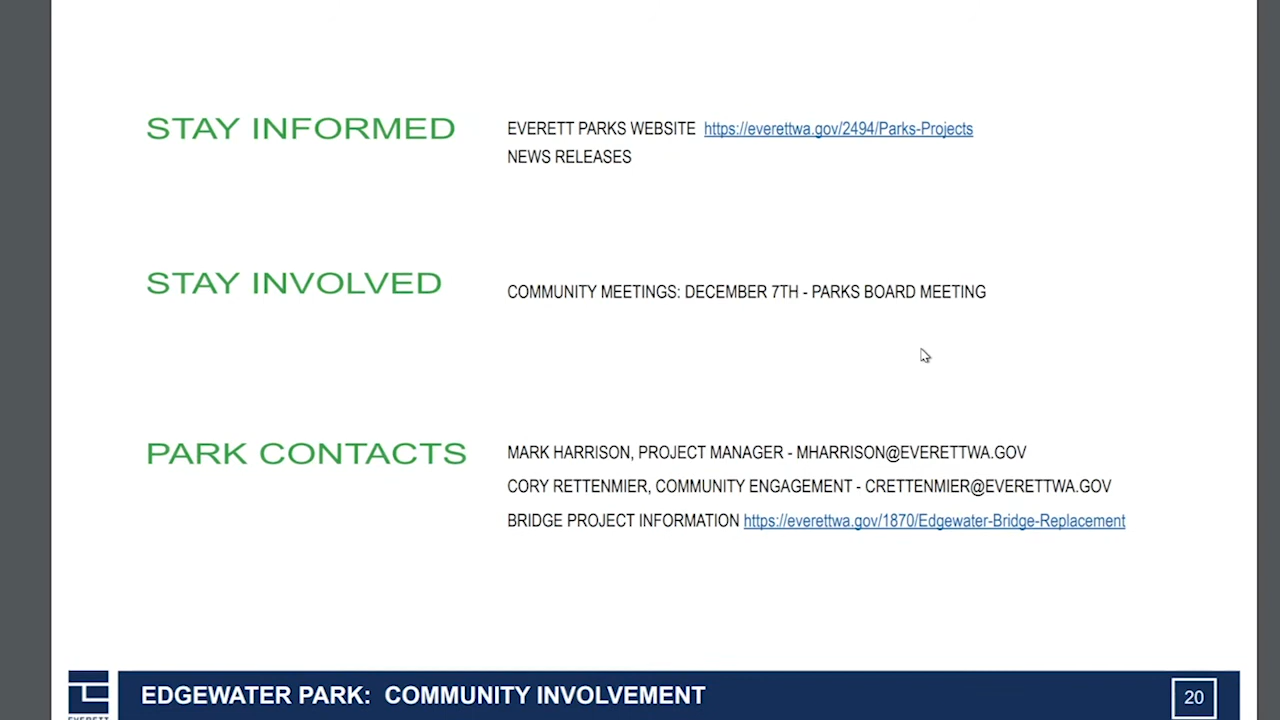 STAY INFORMED
EVERETT PARKS WEBSITE https://everettwa.gov/2494/Parks-Projects
NEWS RELEASES
STAY INVOLVED
COMMUNITY MEETINGS: DECEMBER 7TH - PARKS BOARD MEETING
PARK CONTACTS
MARK HARRISON, PROJECT MANAGER - MHARRISON@EVERETTWA.GOV
CORY RETTENMIER, COMMUNITY ENGAGEMENT - CRETTENMIER@EVERETTWA.GOV
BRIDGE PROJECT INFORMATION https://everettwa.gov/1870/Edgewater-Bridge-Replacement
EVERETT
EDGEWATER PARK: COMMUNITY INVOLVEMENT
20